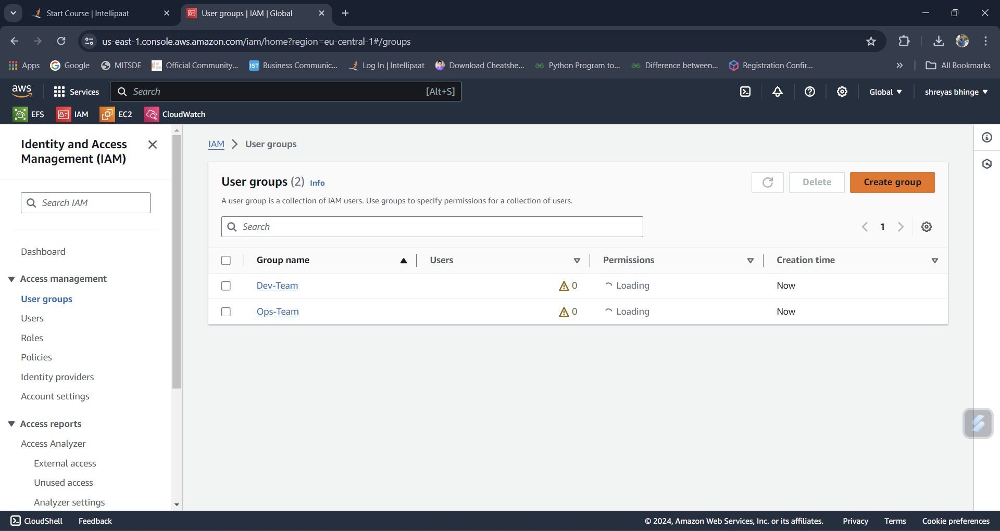 Start Course | Intellipaat
User groups | IAM | Global
us-east-1.console.aws.amazon.com/iam/home?region=eu-central-1#/groups
Apps Google MITSDE Official Community... IST Business Communic... Log In | Intellipaat Download Cheatshe... Python Program to... Difference between... Registration Confir... All Bookmarks
aws Services Search [Alt+S] Global shreyas bhinge
EFS IAM EC2 CloudWatch
Identity and Access
Management (IAM)
Search IAM
Dashboard
Access management
User groups
Users
Roles
Policies
Identity providers
Account settings
Access reports
Access Analyzer
External access
Unused access
Analyzer settings
IAM > User groups
User groups (2) Info
Delete
Create group
A user group is a collection of IAM users. Use groups to specify permissions for a collection of users.
Search
1
Group name Users Permissions Creation time
Dev-Team 0 Loading Now
Ops-Team 0 Loading Now
CloudShell Feedback © 2024, Amazon Web Services, Inc. or its affiliates. Privacy Terms Cookie preferences